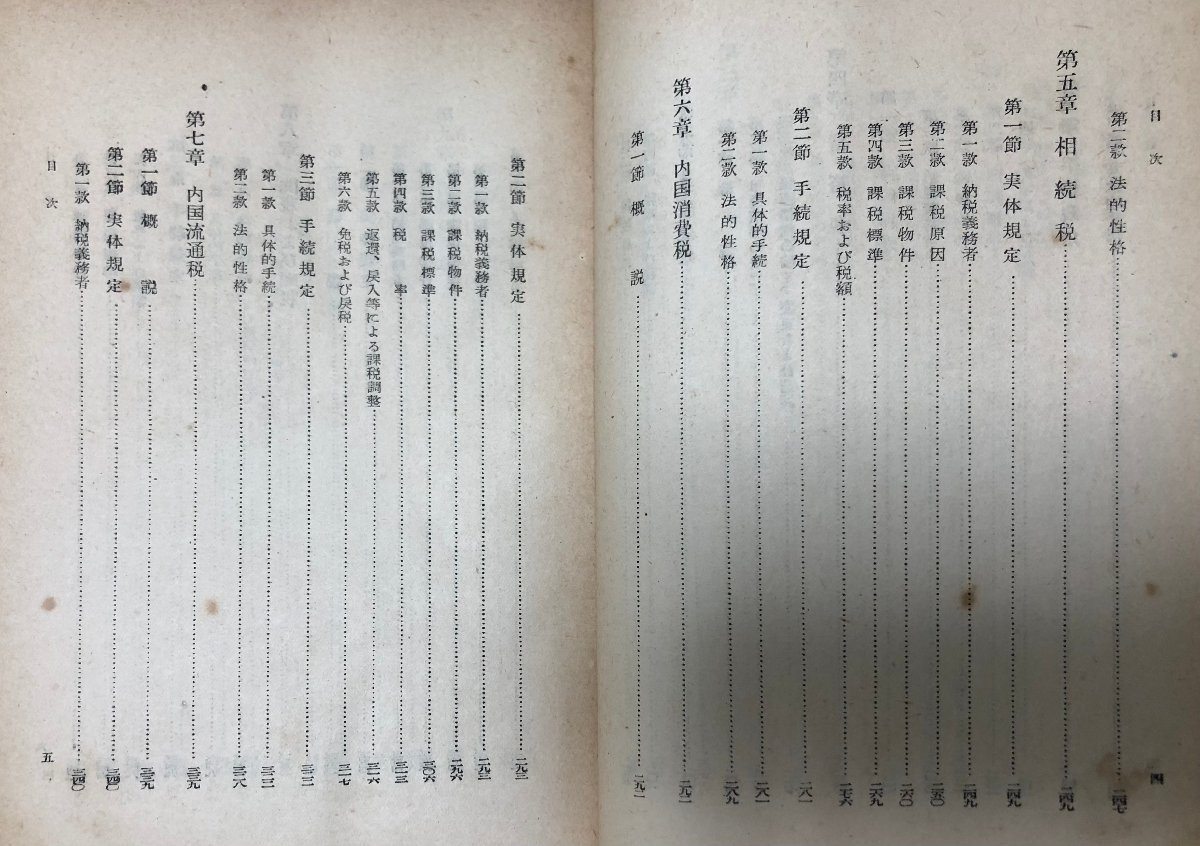 目次
四
第二款 法的性格 二四七
第五章 相続税 二四九
第一節 実体規定 二四九
第一款 納税義務者 二四九
第二款 課税原因 二五〇
第三款 課税物件 二六〇
第四款 課税標準 二六九
第五款 税率および税額 二七六
第二節 手続規定 二八一
第一款 具体的手続 二八一
第二款 法的性格 二八九
第六章 内国消費税 二九一
第一節 概説 二九一
第二節 実体規定 二九三
第一款 納税義務者 二九三
第二款 課税物件 二九六
第三款 課税標準 三〇六
第四款 税率 三一三
第五款 返還、戻入等による課税調整 三一六
第六款 免税および戻税 三一七
第三節 手続規定
第一款 具体的手続
第二款 法的性格
第七章 内国流通税 三三九
第一節 概説 三三九
第二節 実体規定 三四〇
第一款 納税義務者 三四〇
目次
五